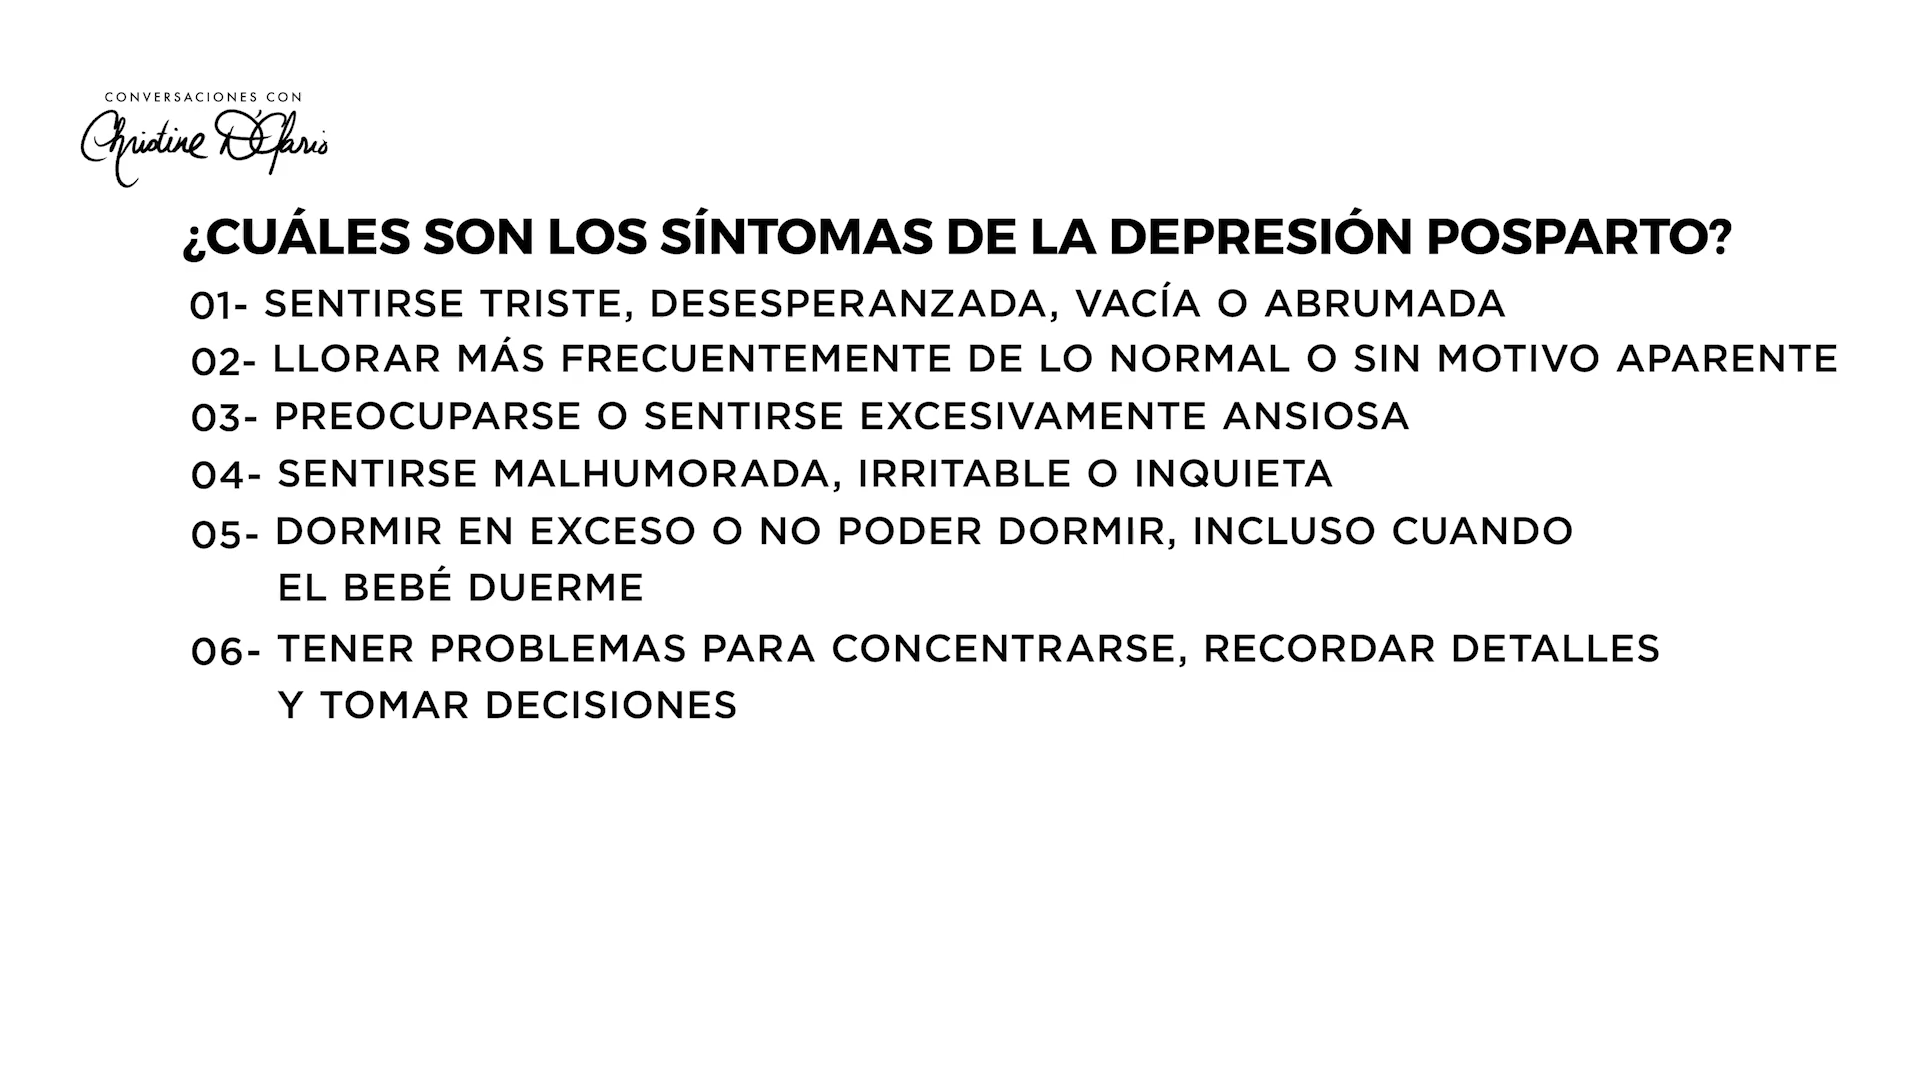 CONVERSACIONES CON
Christine D'Clario
¿CUÁLES SON LOS SÍNTOMAS DE LA DEPRESIÓN POSPARTO?
01- SENTIRSE TRISTE, DESESPERANZADA, VACÍA O ABRUMADA
02- LLORAR MÁS FRECUENTEMENTE DE LO NORMAL O SIN MOTIVO APARENTE
03- PREOCUPARSE O SENTIRSE EXCESIVAMENTE ANSIOSA
04- SENTIRSE MALHUMORADA, IRRITABLE O INQUIETA
05- DORMIR EN EXCESO O NO PODER DORMIR, INCLUSO CUANDO
EL BEBÉ DUERME
06- TENER PROBLEMAS PARA CONCENTRARSE, RECORDAR DETALLES
Y TOMAR DECISIONES